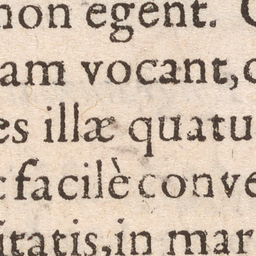 non egent.
am vocant,
es illæ quatu
facilè conve
itatis, in mar